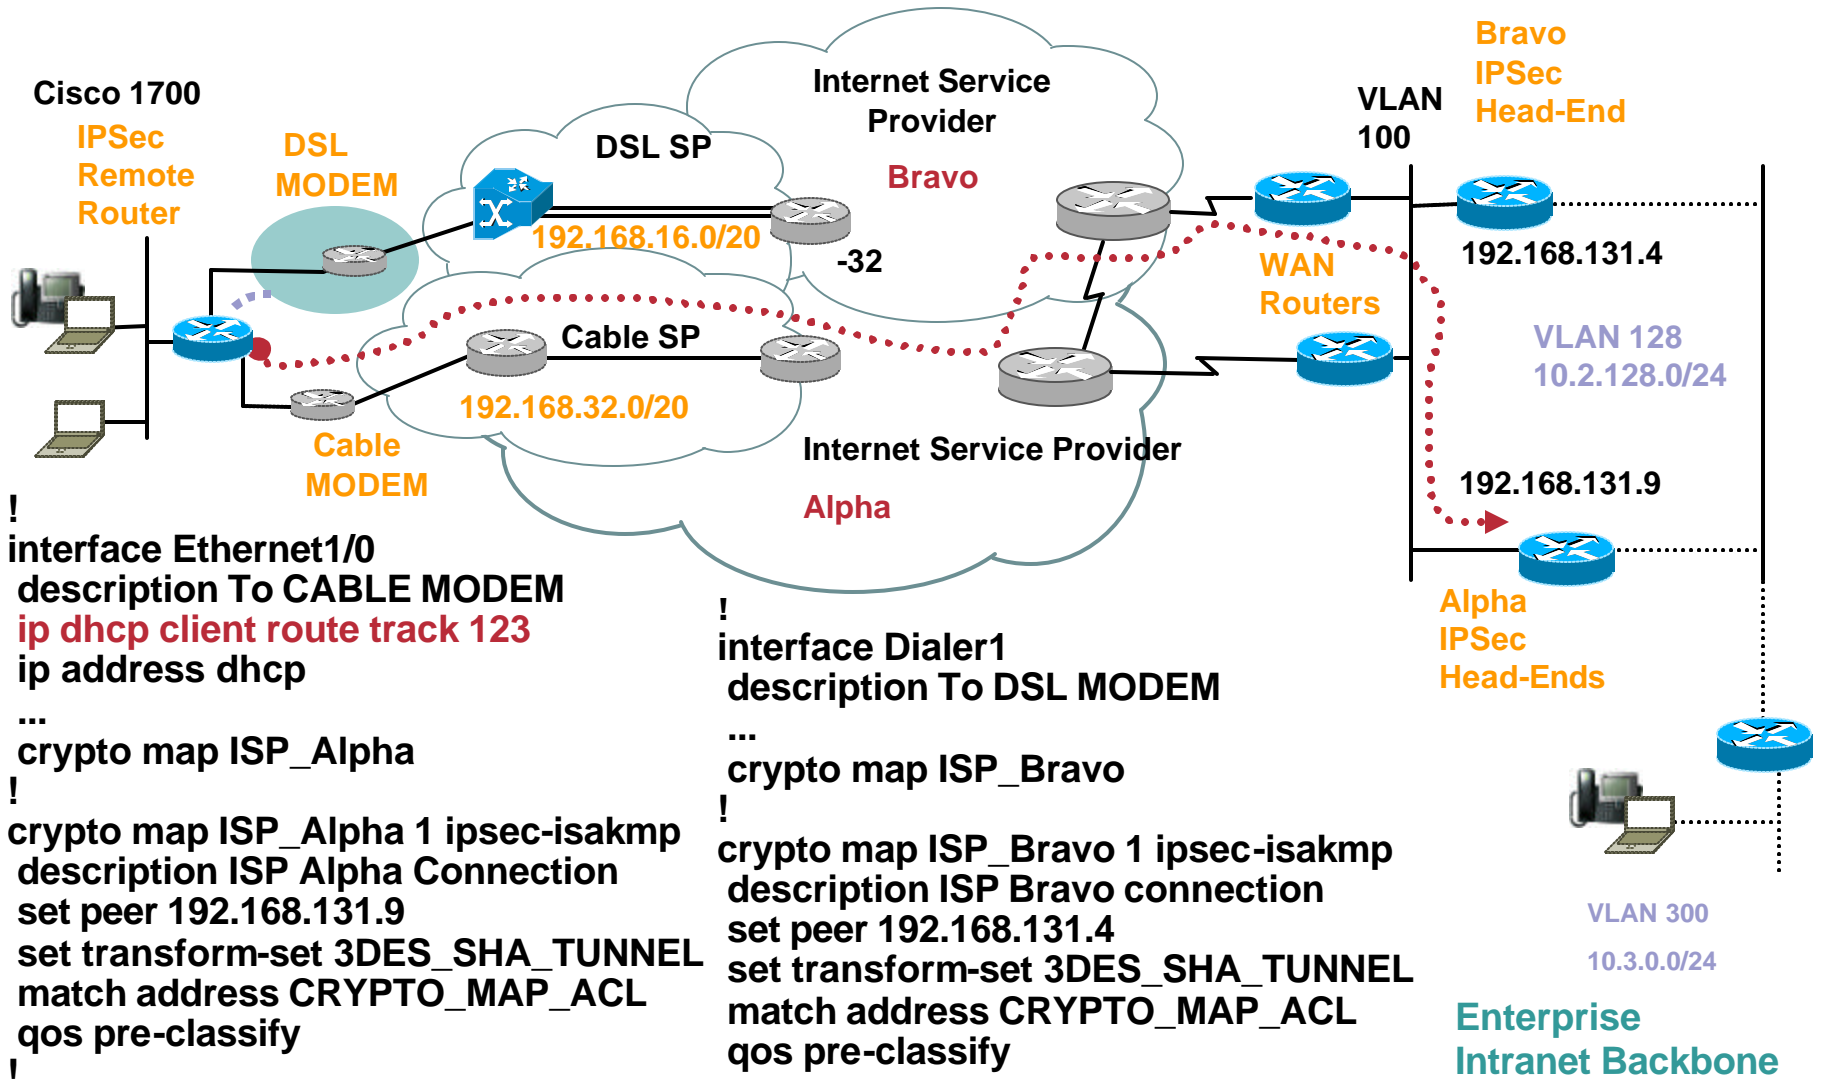 Cisco 1700
IPSec
Remote
Router
DSL
MODEM
DSL SP
192.168.16.0/20
-32
Internet Service
Provider
Bravo
Cable SP
192.168.32.0/20
Cable
MODEM
Internet Service Provider
Alpha
WAN
Routers
VLAN
100
Bravo
IPSec
Head-End
192.168.131.4
VLAN 128
10.2.128.0/24
192.168.131.9
Alpha
IPSec
Head-Ends
VLAN 300
10.3.0.0/24
Enterprise
Intranet Backbone
!
interface Ethernet1/0
description To CABLE MODEM
ip dhcp client route track 123
ip address dhcp
...
crypto map ISP_Alpha
!
crypto map ISP_Alpha 1 ipsec-isakmp
description ISP Alpha Connection
set peer 192.168.131.9
set transform-set 3DES_SHA_TUNNEL
match address CRYPTO_MAP_ACL
qos pre-classify
!
!
interface Dialer1
description To DSL MODEM
...
crypto map ISP_Bravo
!
crypto map ISP_Bravo 1 ipsec-isakmp
description ISP Bravo connection
set peer 192.168.131.4
set transform-set 3DES_SHA_TUNNEL
match address CRYPTO_MAP_ACL
qos pre-classify